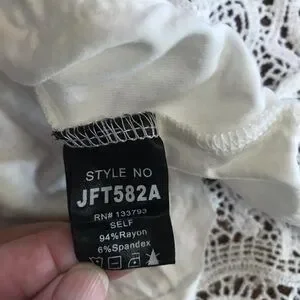 STYLE NO
JFT582A
RN# 133793
SELF
94%Rayon
6%Spandex